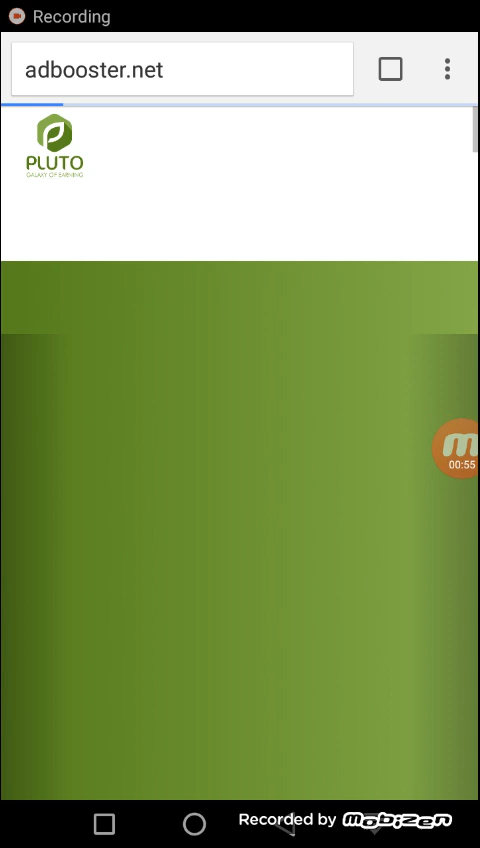 Recording
adbooster.net
PLUTO
GALAXY OF EARNING
M
00:55
Recorded by Mobizen